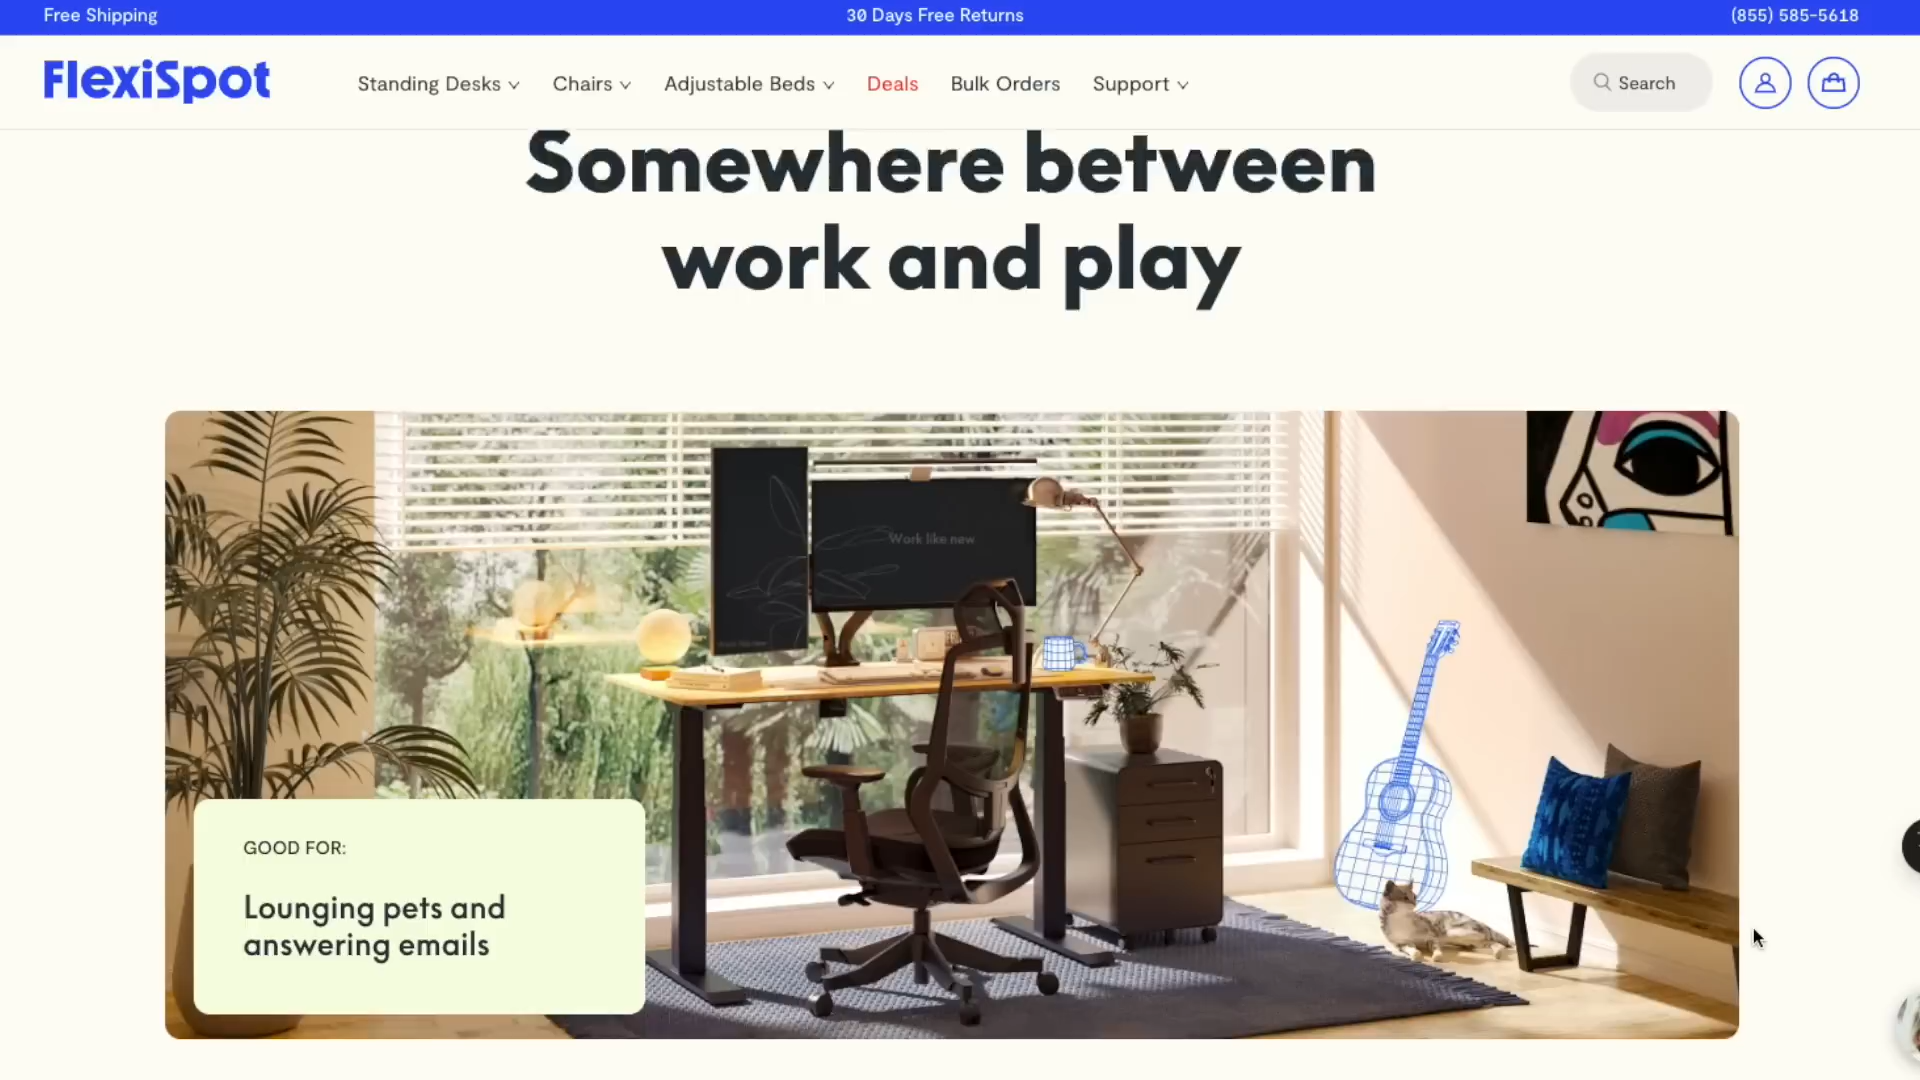 Free Shipping
30 Days Free Returns
(855) 585-5618
FlexiSpot
Standing Desks
Chairs
Adjustable Beds
Deals
Bulk Orders
Support
Search
Somewhere between
work and play
Work like new
GOOD FOR:
Lounging pets and
answering emails